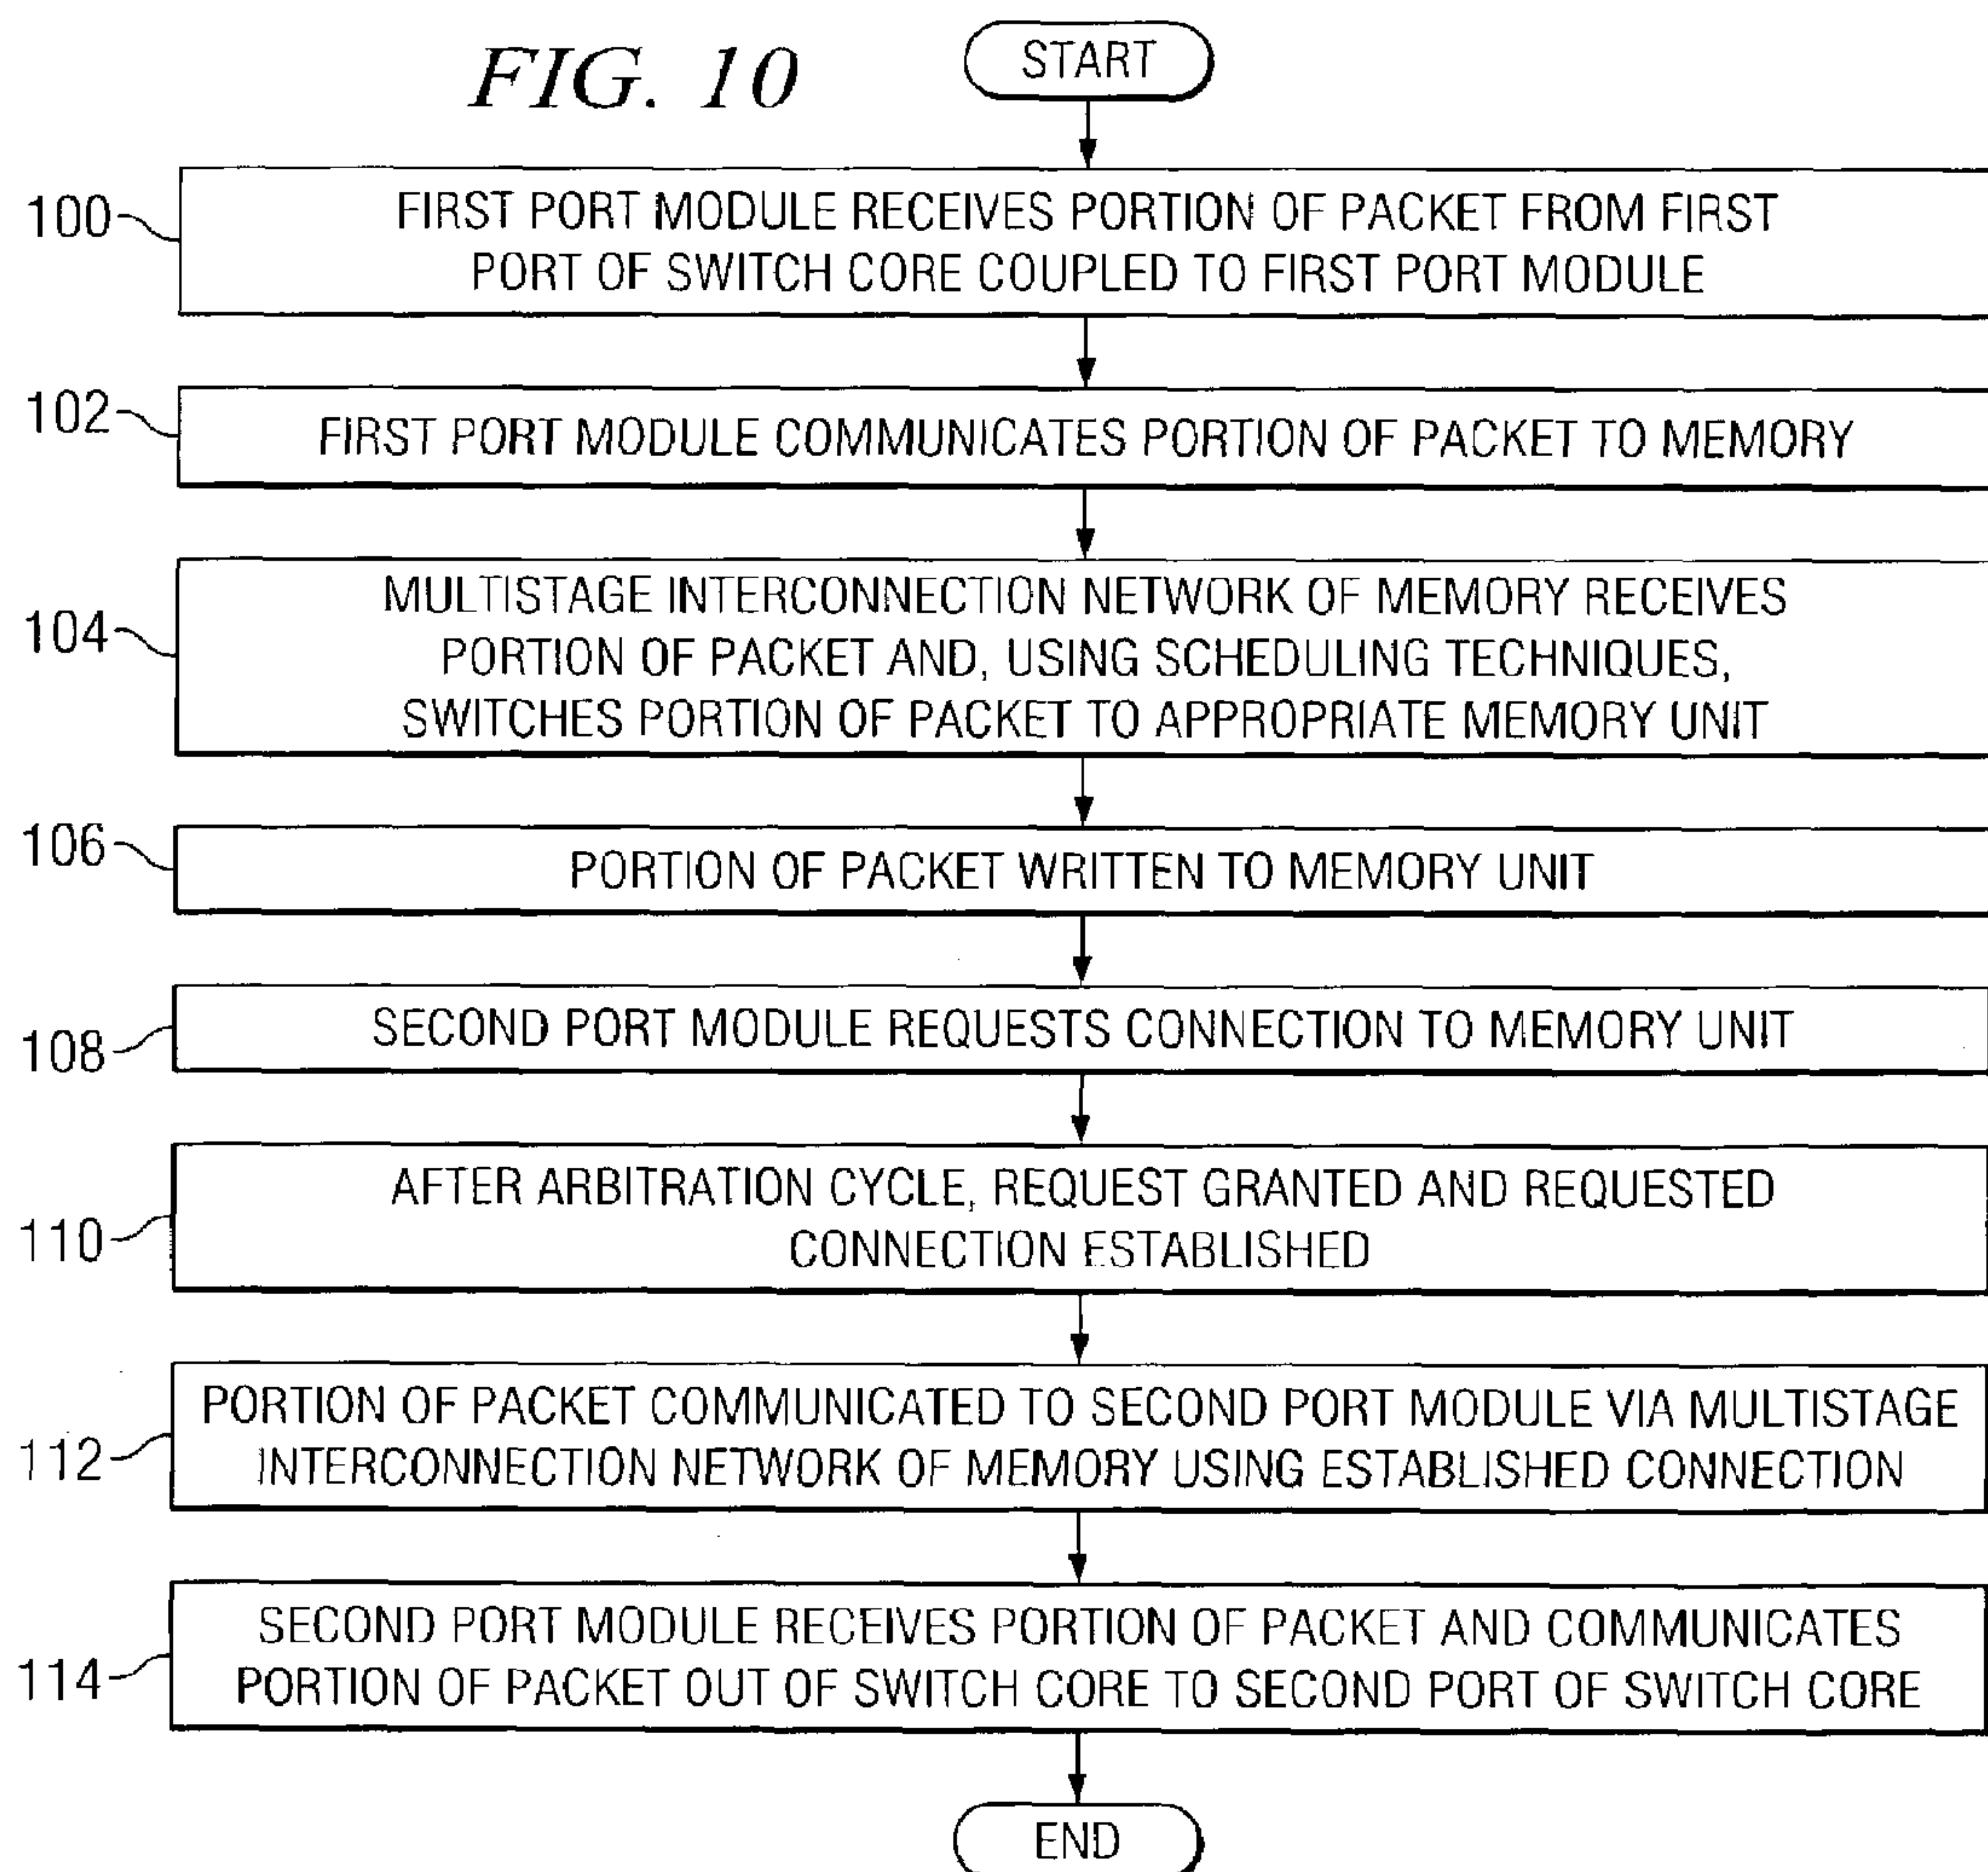 FIG. 10
START
100
FIRST PORT MODULE RECEIVES PORTION OF PACKET FROM FIRST
PORT OF SWITCH CORE COUPLED TO FIRST PORT MODULE
102
FIRST PORT MODULE COMMUNICATES PORTION OF PACKET TO MEMORY
104
MULTISTAGE INTERCONNECTION NETWORK OF MEMORY RECEIVES
PORTION OF PACKET AND, USING SCHEDULING TECHNIQUES,
SWITCHES PORTION OF PACKET TO APPROPRIATE MEMORY UNIT
106
PORTION OF PACKET WRITTEN TO MEMORY UNIT
108
SECOND PORT MODULE REQUESTS CONNECTION TO MEMORY UNIT
110
AFTER ARBITRATION CYCLE, REQUEST GRANTED AND REQUESTED
CONNECTION ESTABLISHED
112
PORTION OF PACKET COMMUNICATED TO SECOND PORT MODULE VIA MULTISTAGE
INTERCONNECTION NETWORK OF MEMORY USING ESTABLISHED CONNECTION
114
SECOND PORT MODULE RECEIVES PORTION OF PACKET AND COMMUNICATES
PORTION OF PACKET OUT OF SWITCH CORE TO SECOND PORT OF SWITCH CORE
END